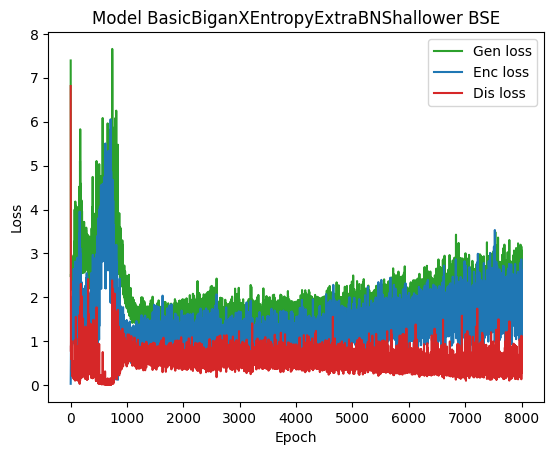 Model BasicBiganXEntropyExtraBNShallower BSE
Gen loss
Enc loss
Dis loss
Loss
8
7
6
5
4
3
2
1
0
0 1000 2000 3000 4000 5000 6000 7000 8000
Epoch